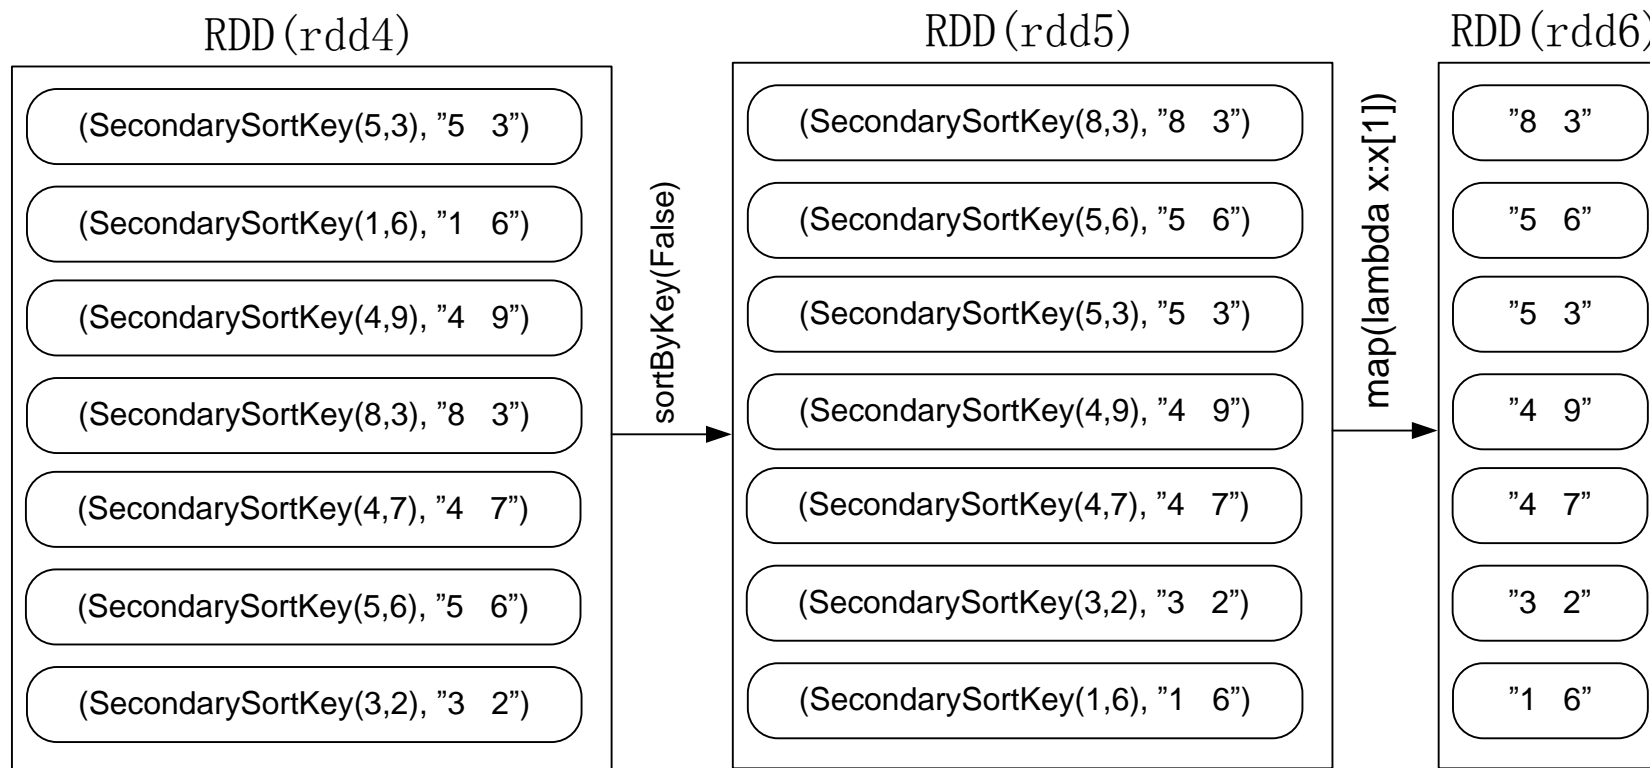 RDD(rdd4)
(SecondarySortKey(5,3), ”5 3”)
(SecondarySortKey(1,6), ”1 6”)
(SecondarySortKey(4,9), ”4 9”)
(SecondarySortKey(8,3), ”8 3”)
(SecondarySortKey(4,7), ”4 7”)
(SecondarySortKey(5,6), ”5 6”)
(SecondarySortKey(3,2), ”3 2”)
sortByKey(False)
RDD(rdd5)
(SecondarySortKey(8,3), ”8 3”)
(SecondarySortKey(5,6), ”5 6”)
(SecondarySortKey(5,3), ”5 3”)
(SecondarySortKey(4,9), ”4 9”)
(SecondarySortKey(4,7), ”4 7”)
(SecondarySortKey(3,2), ”3 2”)
(SecondarySortKey(1,6), ”1 6”)
map(lambda x:x[1])
RDD(rdd6)
”8 3”
”5 6”
”5 3”
”4 9”
”4 7”
”3 2”
”1 6”